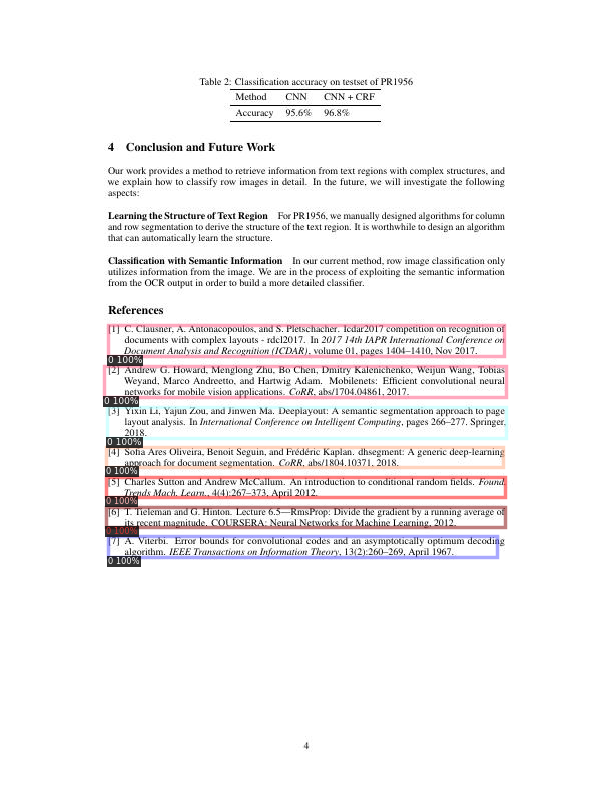 Table 2: Classification accuracy on testset of PR1956
Method CNN CNN + CRF
Accuracy 95.6% 96.8%
4 Conclusion and Future Work
Our work provides a method to retrieve information from text regions with complex structures, and
we explain how to classify row images in detail. In the future, we will investigate the following
aspects:
Learning the Structure of Text Region For PR1956, we manually designed algorithms for column
and row segmentation to derive the structure of the text region. It is worthwhile to design an algorithm
that can automatically learn the structure.
Classification with Semantic Information In our current method, row image classification only
utilizes information from the image. We are in the process of exploiting the semantic information
from the OCR output in order to build a more detailed classifier.
References
[1] C. Clausner, A. Antonacopoulos, and S. Pletschacher. Icdar2017 competition on recognition of
documents with complex layouts - rdcl2017. In 2017 14th IAPR International Conference on
Document Analysis and Recognition (ICDAR), volume 01, pages 1404–1410, Nov 2017.
0 100%
[2] Andrew G. Howard, Menglong Zhu, Bo Chen, Dmitry Kalenichenko, Weijun Wang, Tobias
Weyand, Marco Andreetto, and Hartwig Adam. Mobilenets: Efficient convolutional neural
networks for mobile vision applications. CoRR, abs/1704.04861, 2017.
0 100%
[3] Yixin Li, Yajun Zou, and Jinwen Ma. Deeplayout: A semantic segmentation approach to page
layout analysis. In International Conference on Intelligent Computing, pages 266–277. Springer,
2018.
0 100%
[4] Sofia Ares Oliveira, Benoit Seguin, and Frédéric Kaplan. dhsegment: A generic deep-learning
approach for document segmentation. CoRR, abs/1804.10371, 2018.
0 100%
[5] Charles Sutton and Andrew McCallum. An introduction to conditional random fields. Found.
Trends Mach. Learn., 4(4):267–373, April 2012.
0 100%
[6] T. Tieleman and G. Hinton. Lecture 6.5—RmsProp: Divide the gradient by a running average of
its recent magnitude. COURSERA: Neural Networks for Machine Learning, 2012.
0 100%
[7] A. Viterbi. Error bounds for convolutional codes and an asymptotically optimum decoding
algorithm. IEEE Transactions on Information Theory, 13(2):260–269, April 1967.
0 100%
4